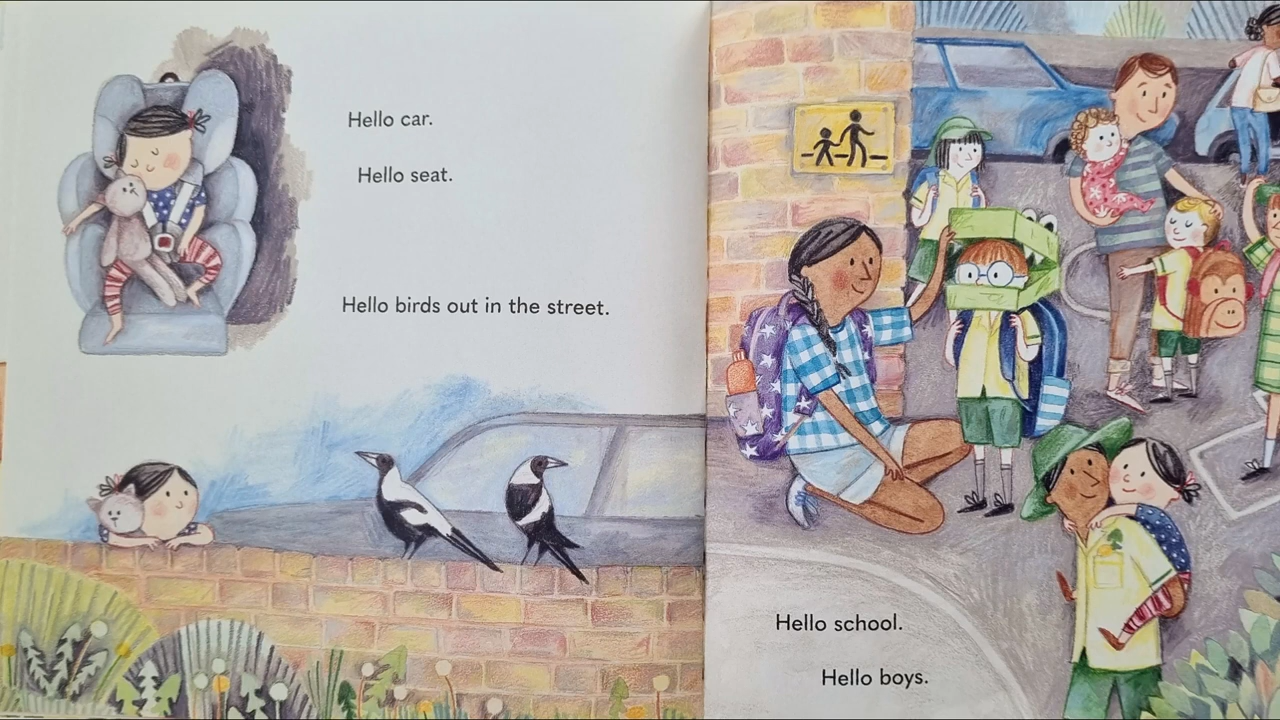 Hello car.
Hello seat.
Hello birds out in the street.
Hello school.
Hello boys.